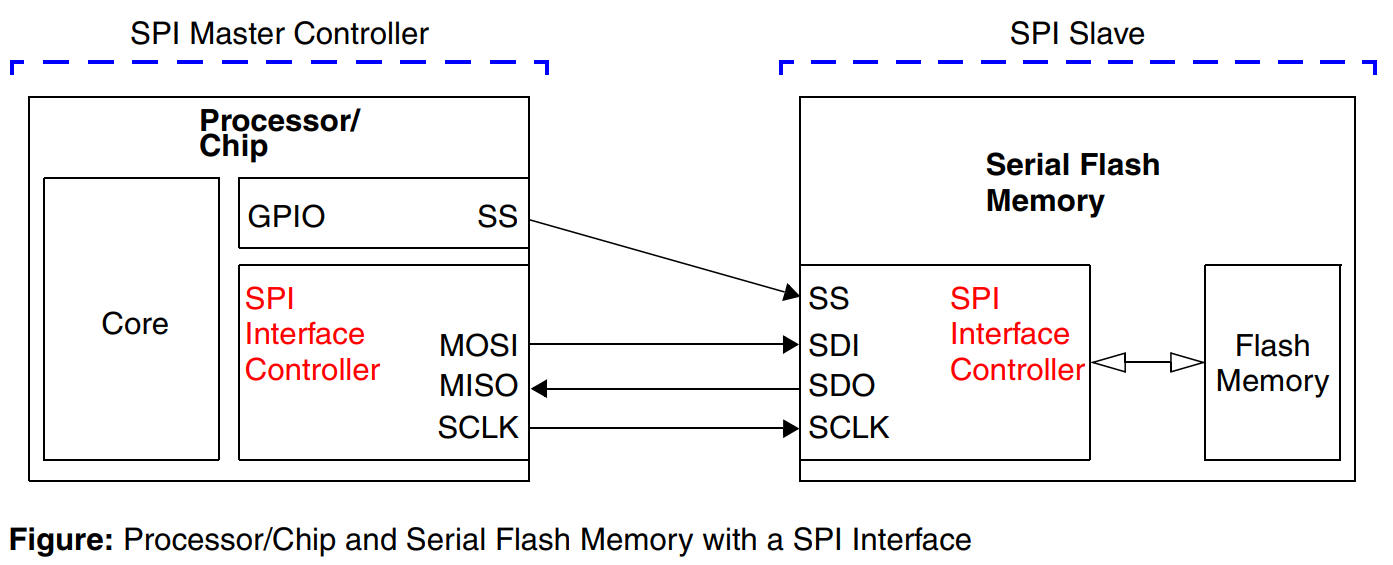 SPI Master Controller
SPI Slave
Processor/
Chip
Core
GPIO SS
SPI
Interface
Controller
MOSI
MISO
SCLK
Serial Flash
Memory
SS
SDI
SDO
SCLK
SPI
Interface
Controller
Flash
Memory
Figure: Processor/Chip and Serial Flash Memory with a SPI Interface